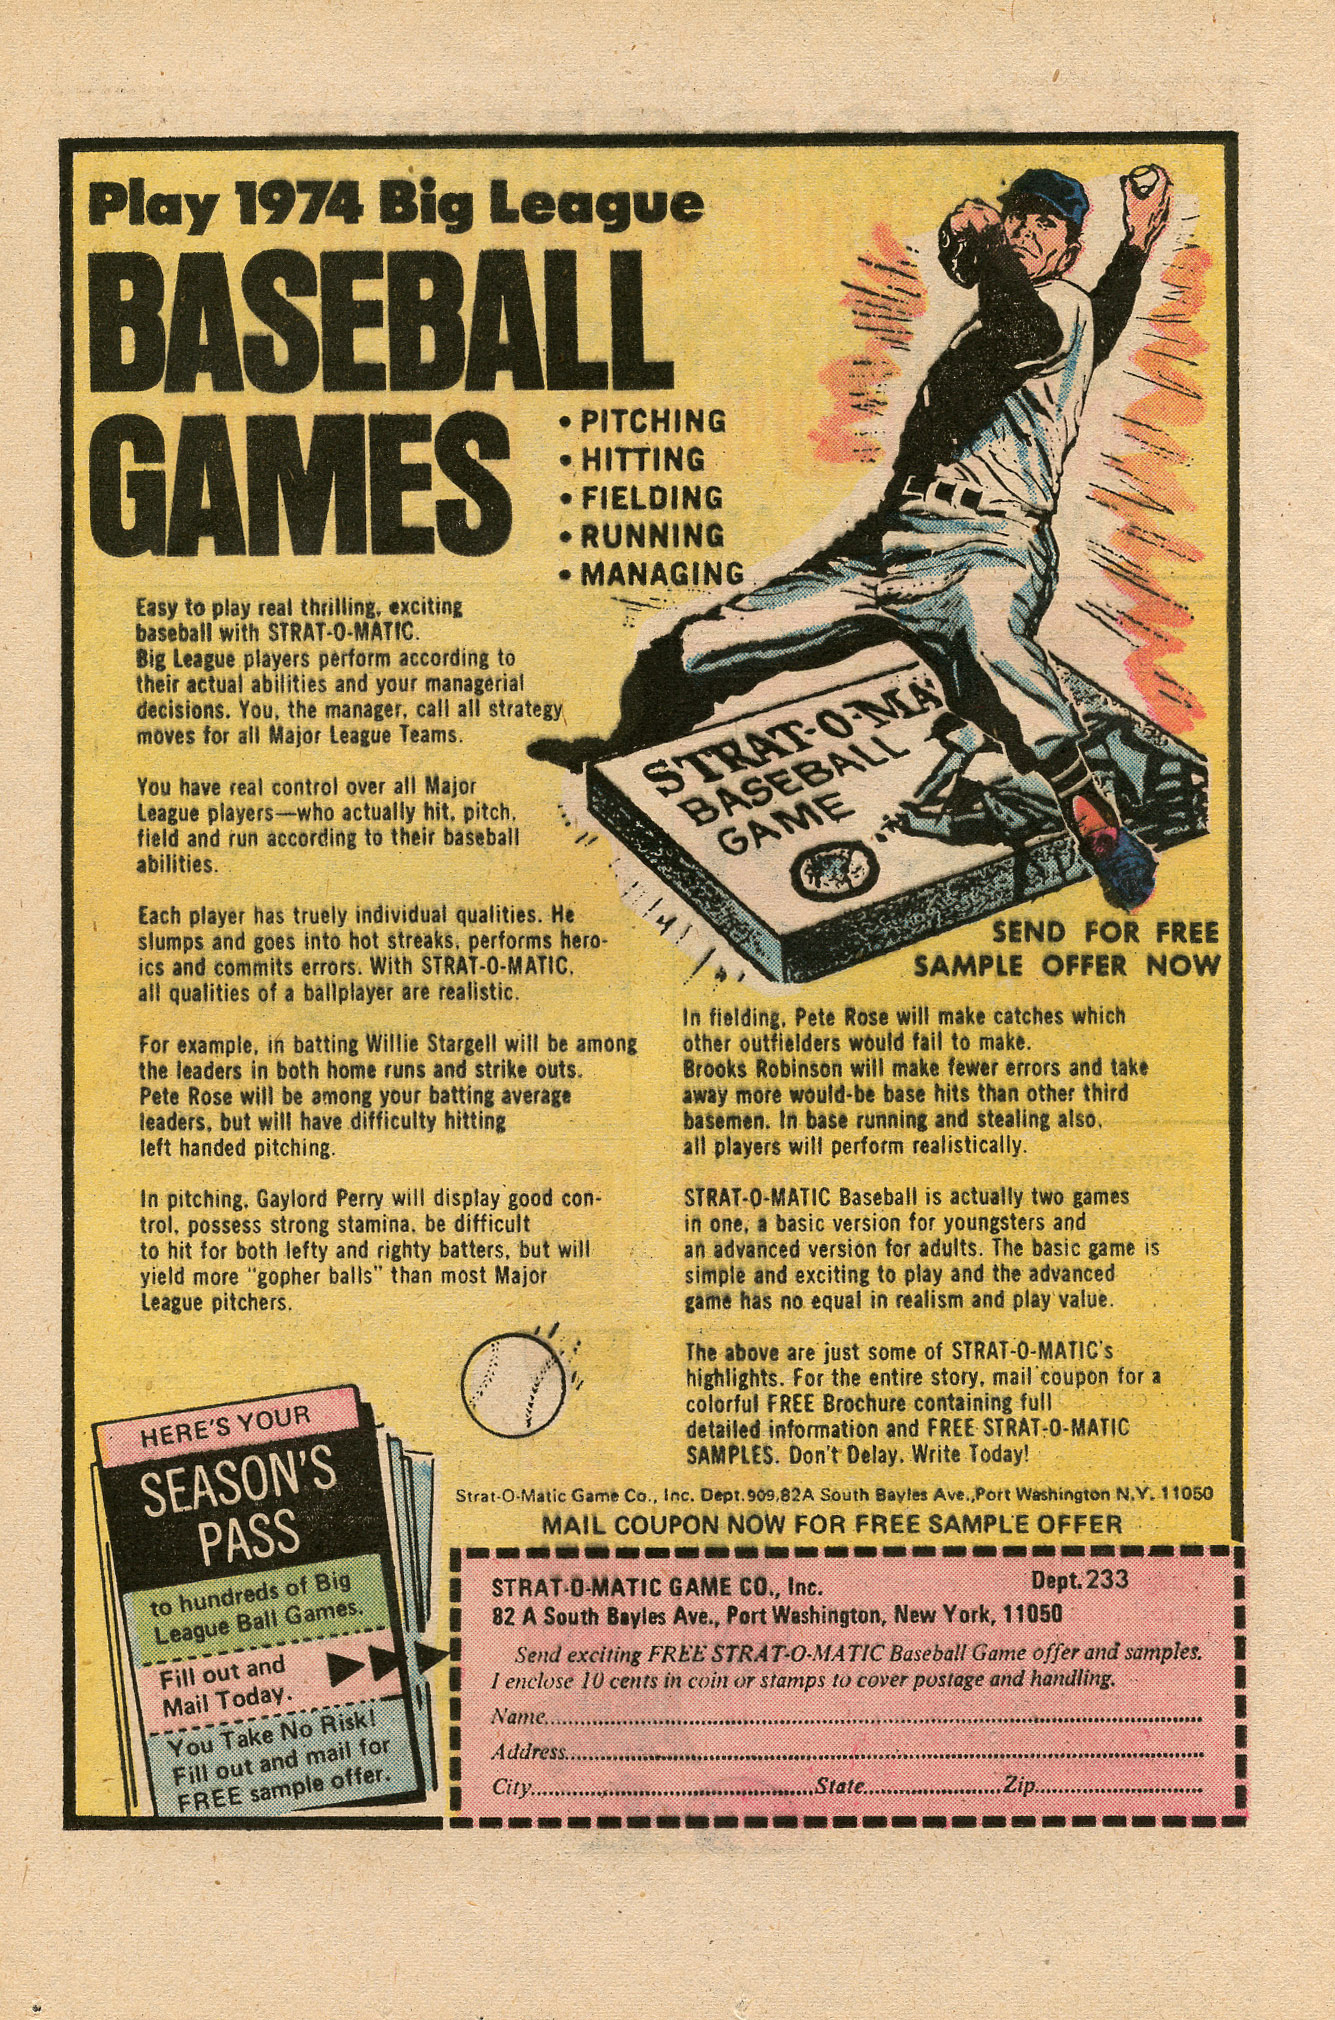 Play 1974 Big League
BASEBALL
GAMES
• PITCHING
• HITTING
• FIELDING
• RUNNING
• MANAGING
Easy to play real thrilling, exciting
baseball with STRAT-O-MATIC.
Big League players perform according to
their actual abilities and your managerial
decisions. You, the manager, call all strategy
moves for all Major League Teams.
You have real control over all Major
League players—who actually hit, pitch,
field and run according to their baseball
abilities.
Each player has truely individual qualities. He
slumps and goes into hot streaks, performs hero-
ics and commits errors. With STRAT-O-MATIC,
all qualities of a ballplayer are realistic.
For example, in batting Willie Stargell will be among
the leaders in both home runs and strike outs.
Pete Rose will be among your batting average
leaders, but will have difficulty hitting
left handed pitching.
In pitching, Gaylord Perry will display good con-
trol, possess strong stamina, be difficult
to hit for both lefty and righty batters, but will
yield more "gopher balls" than most Major
League pitchers.
STRAT-O-MA
BASEBALL
GAME
SEND FOR FREE
SAMPLE OFFER NOW
In fielding, Pete Rose will make catches which
other outfielders would fail to make.
Brooks Robinson will make fewer errors and take
away more would-be base hits than other third
basemen. In base running and stealing also,
all players will perform realistically.
STRAT-O-MATIC Baseball is actually two games
in one, a basic version for youngsters and
an advanced version for adults. The basic game is
simple and exciting to play and the advanced
game has no equal in realism and play value.
The above are just some of STRAT-O-MATIC's
highlights. For the entire story, mail coupon for a
colorful FREE Brochure containing full
detailed information and FREE STRAT-O-MATIC
SAMPLES. Don't Delay. Write Today!
Strat-O-Matic Game Co., Inc. Dept.909,82A South Bayles Ave.,Port Washington N.Y. 11050
MAIL COUPON NOW FOR FREE SAMPLE OFFER
HERE'S YOUR
SEASON'S
PASS
to hundreds of Big
League Ball Games.
Fill out and
Mail Today.
You Take No Risk!
Fill out and mail for
FREE sample offer.
STRAT-O-MATIC GAME CO., Inc. Dept.233
82 A South Bayles Ave., Port Washington, New York, 11050
Send exciting FREE STRAT-O-MATIC Baseball Game offer and samples.
I enclose 10 cents in coin or stamps to cover postage and handling.
Name
Address
City State Zip